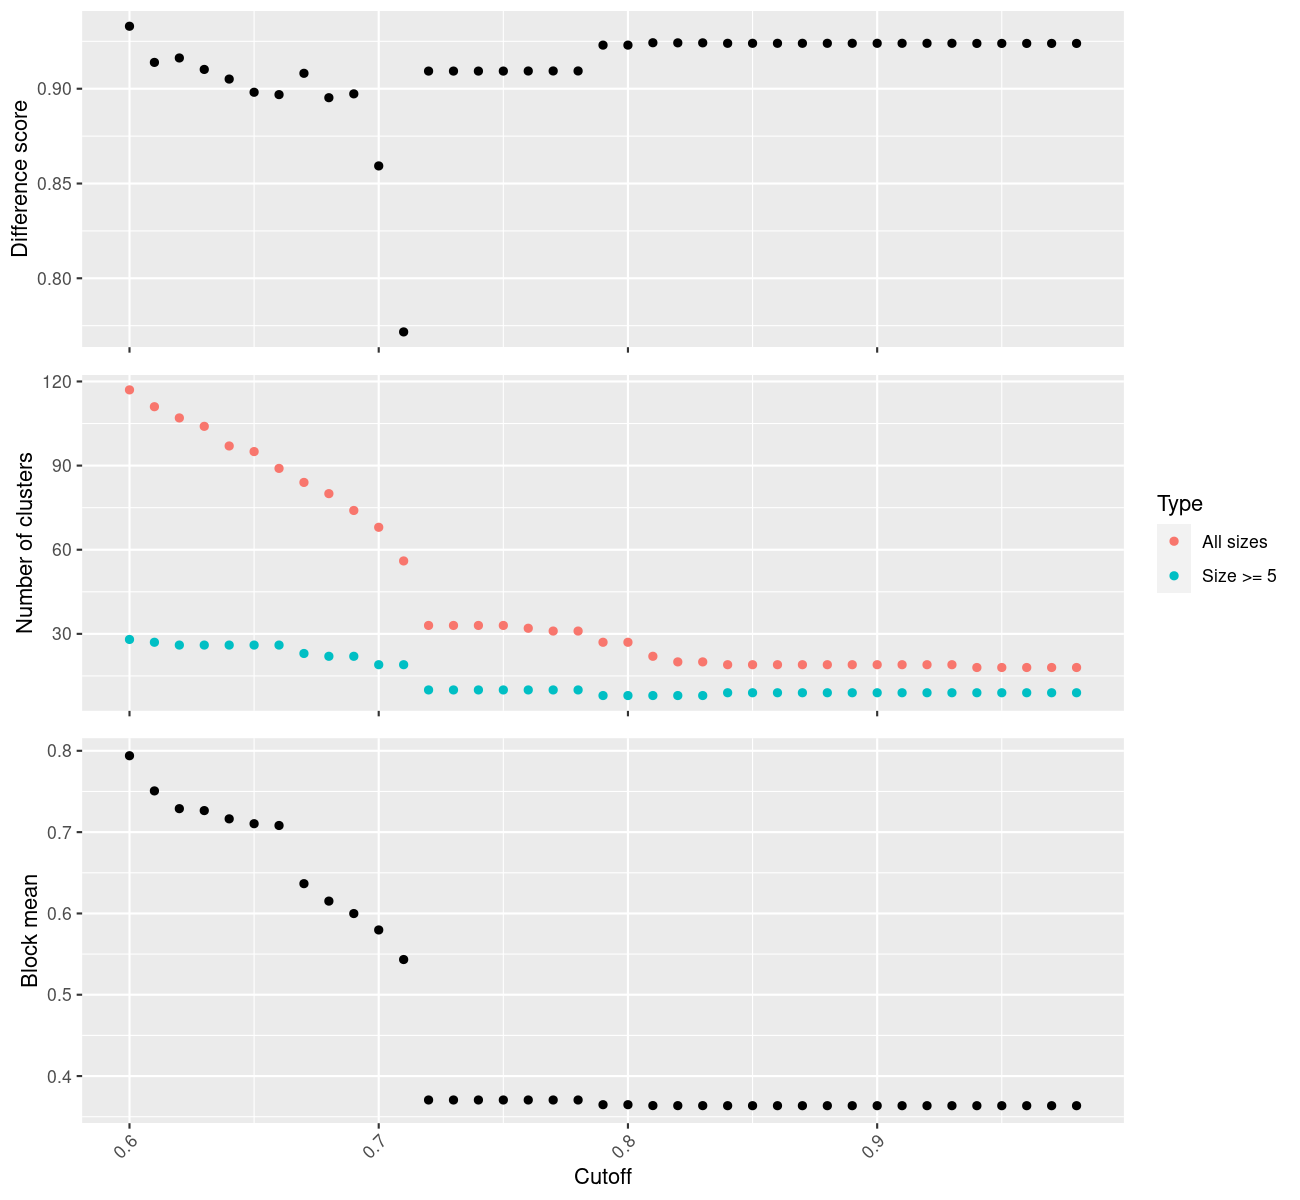 Difference score
0.90
0.85
0.80
Number of clusters
120
90
60
30
Type
All sizes
Size >= 5
Block mean
0.8
0.7
0.6
0.5
0.4
0.6 0.7 0.8 0.9
Cutoff